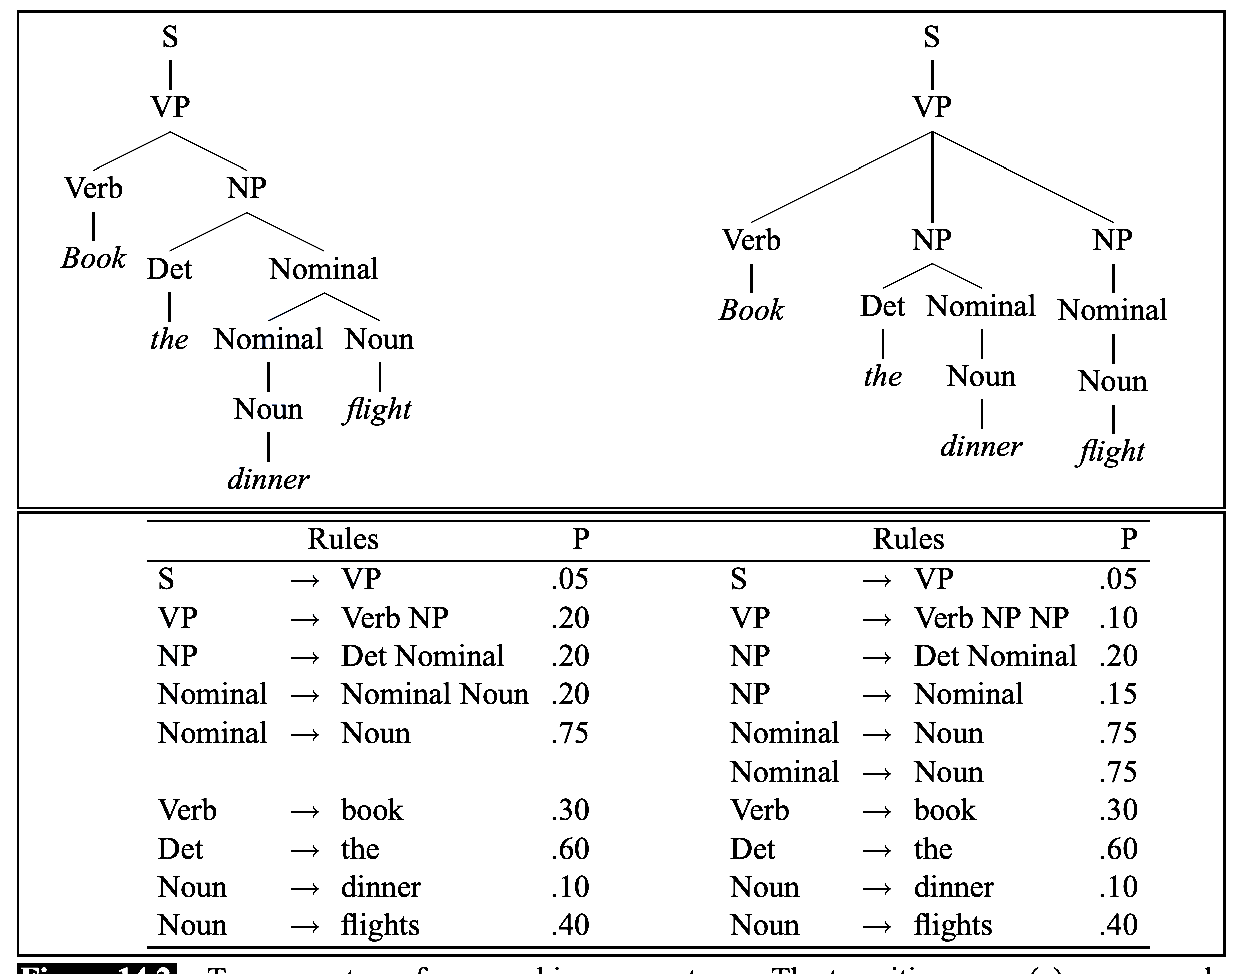 S S
VP VP
Verb NP
Verb NP NP
Book Det Nominal
Book Det Nominal Nominal
the Nominal Noun
the Noun Noun
Noun flight
dinner flight
dinner
Rules P Rules P
S → VP .05 S → VP .05
VP → Verb NP .20 VP → Verb NP NP .10
NP → Det Nominal .20 NP → Det Nominal .20
Nominal → Nominal Noun .20 NP → Nominal .15
Nominal → Noun .75 Nominal → Noun .75
Nominal → Noun .75
Verb → book .30 Verb → book .30
Det → the .60 Det → the .60
Noun → dinner .10 Noun → dinner .10
Noun → flights .40 Noun → flights .40